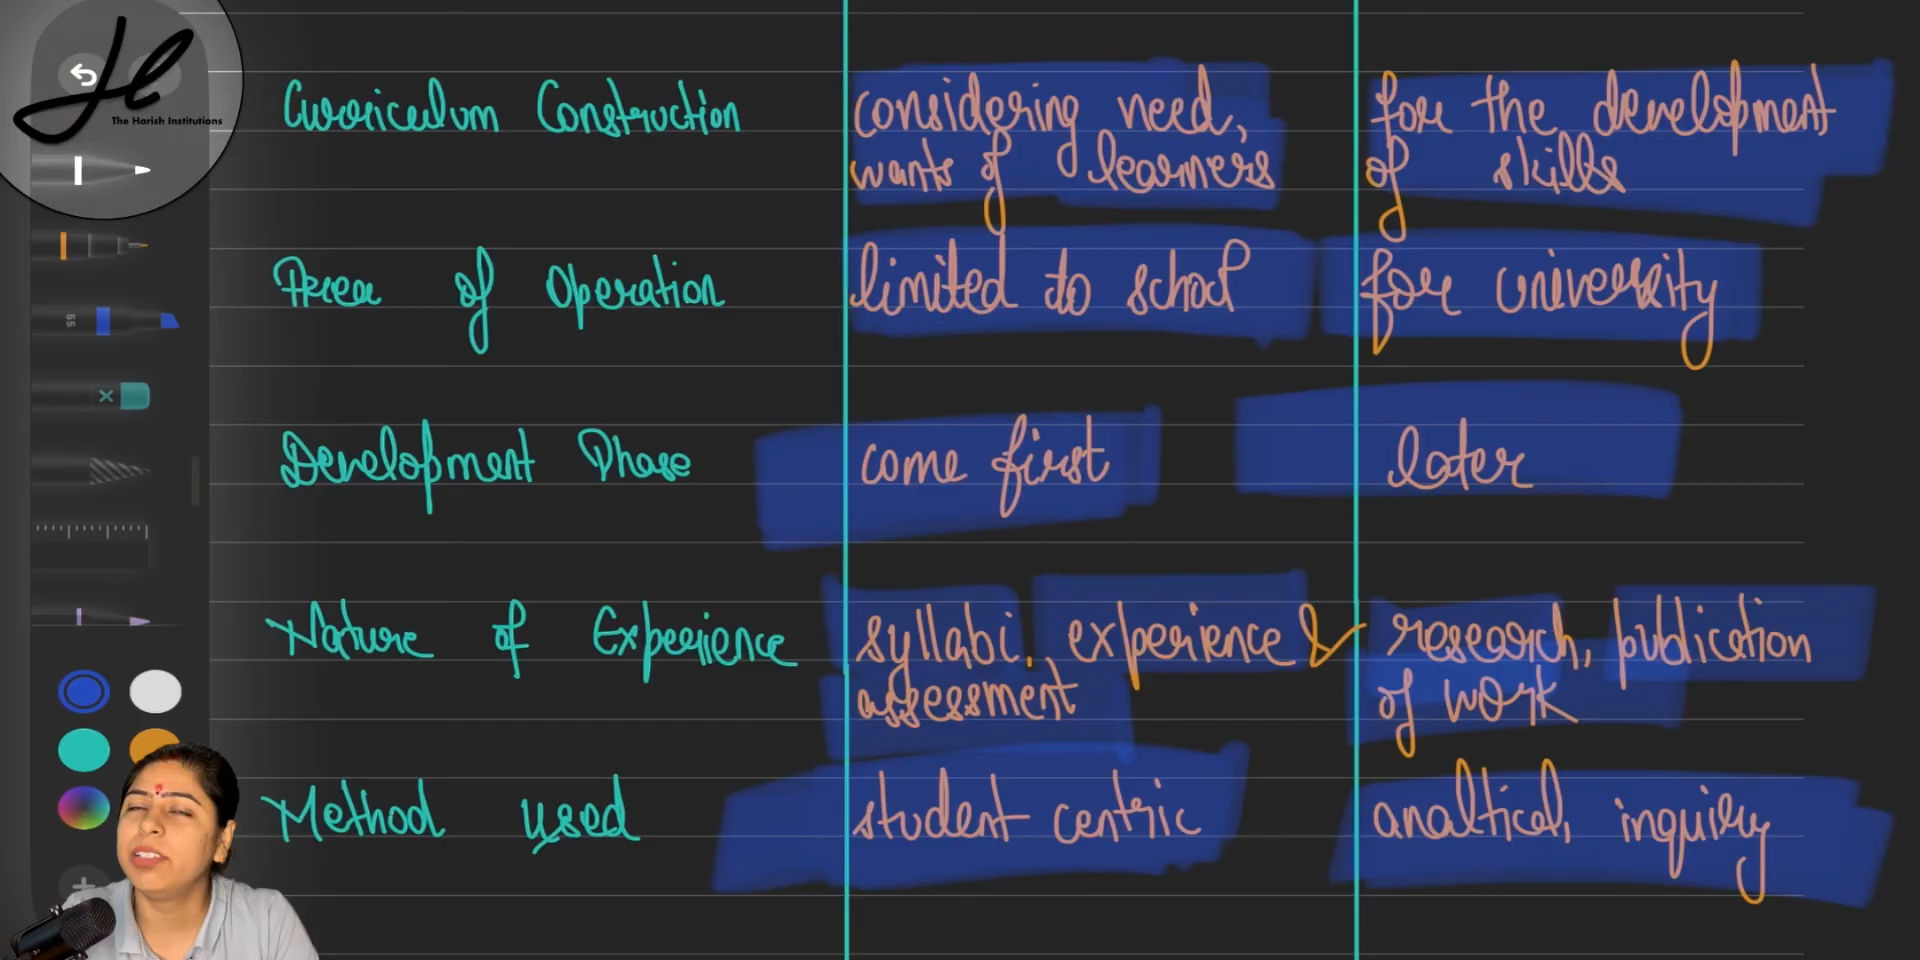 The Harish Institutions
Curriculum Construction
considering need,
wants of learners
for the development
of skills
Area of Operation
limited to school
for university
Development Phase
come first
later
Nature of Experience
syllabi, experience &
assessment
research, publication
of work
Method used
student centric
analtical, inquiry
55